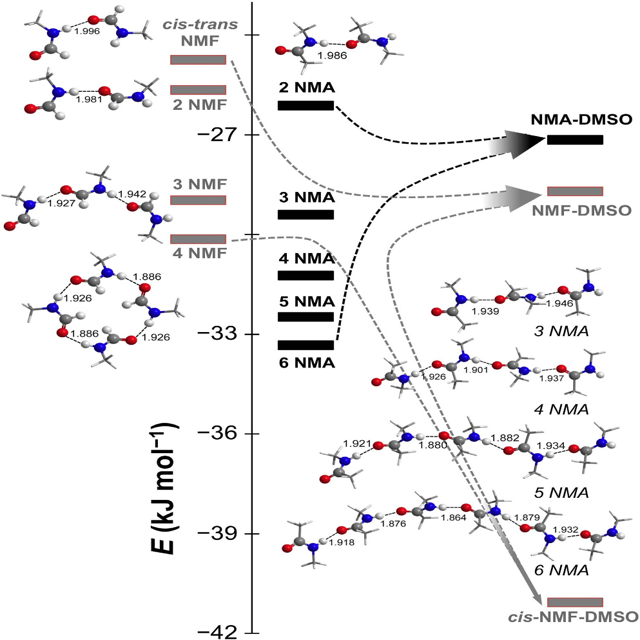 cis-trans
NMF
1.996
1.986
2 NMF
1.981
2 NMA
−27
NMA-DMSO
3 NMF
1.927
1.942
3 NMA
NMF-DMSO
4 NMF
1.886
1.926
1.886
1.926
4 NMA
5 NMA
−33
6 NMA
1.939
1.946
3 NMA
1.926
1.901
1.937
4 NMA
−36
1.921
1.880
1.882
1.934
5 NMA
E (kJ mol−1)
−39
1.918
1.876
1.864
1.879
1.932
6 NMA
cis-NMF-DMSO
−42